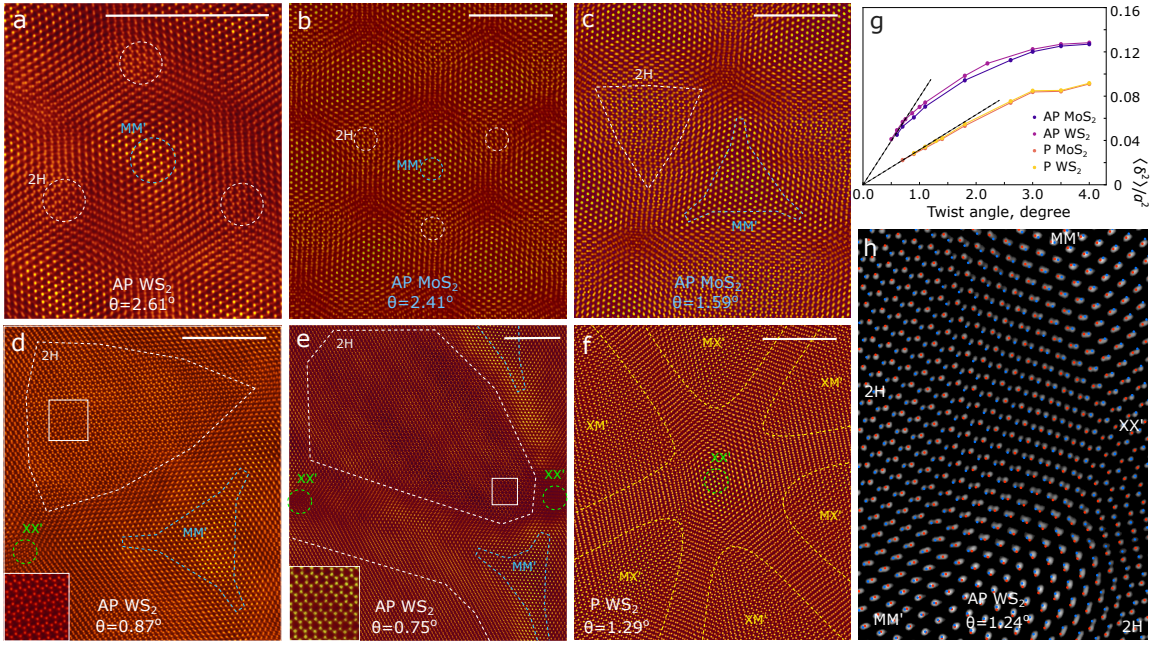 a
MM'
2H
AP WS₂
θ=2.61°
b
2H
MM'
AP MoS₂
θ=2.41°
c
2H
MM'
AP MoS₂
θ=1.59°
g
0.16
0.12
0.08
0.04
0
⟨δ²⟩/a²
AP MoS₂
AP WS₂
P MoS₂
P WS₂
0.0 1.0 2.0 3.0 4.0
Twist angle, degree
d
2H
XX'
MM'
AP WS₂
θ=0.87°
e
2H
XX'
XX'
MM'
AP WS₂
θ=0.75°
f
MX'
XM'
XM'
XX'
MX'
MX'
XM'
P WS₂
θ=1.29°
h
MM'
2H
XX'
AP WS₂
θ=1.24°
MM'
2H